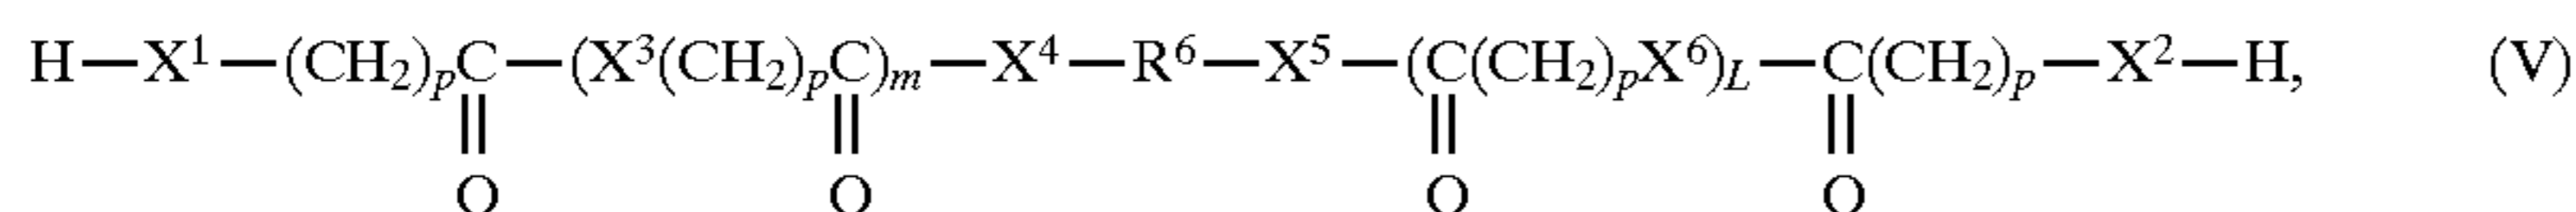 H—X¹—(CH₂)ₚC—(X³(CH₂)ₚC)ₘ—X⁴—R⁶—X⁵—(C(CH₂)ₚX⁶)L—C(CH₂)ₚ—X²—H, (V)
|| || || ||
O O O O